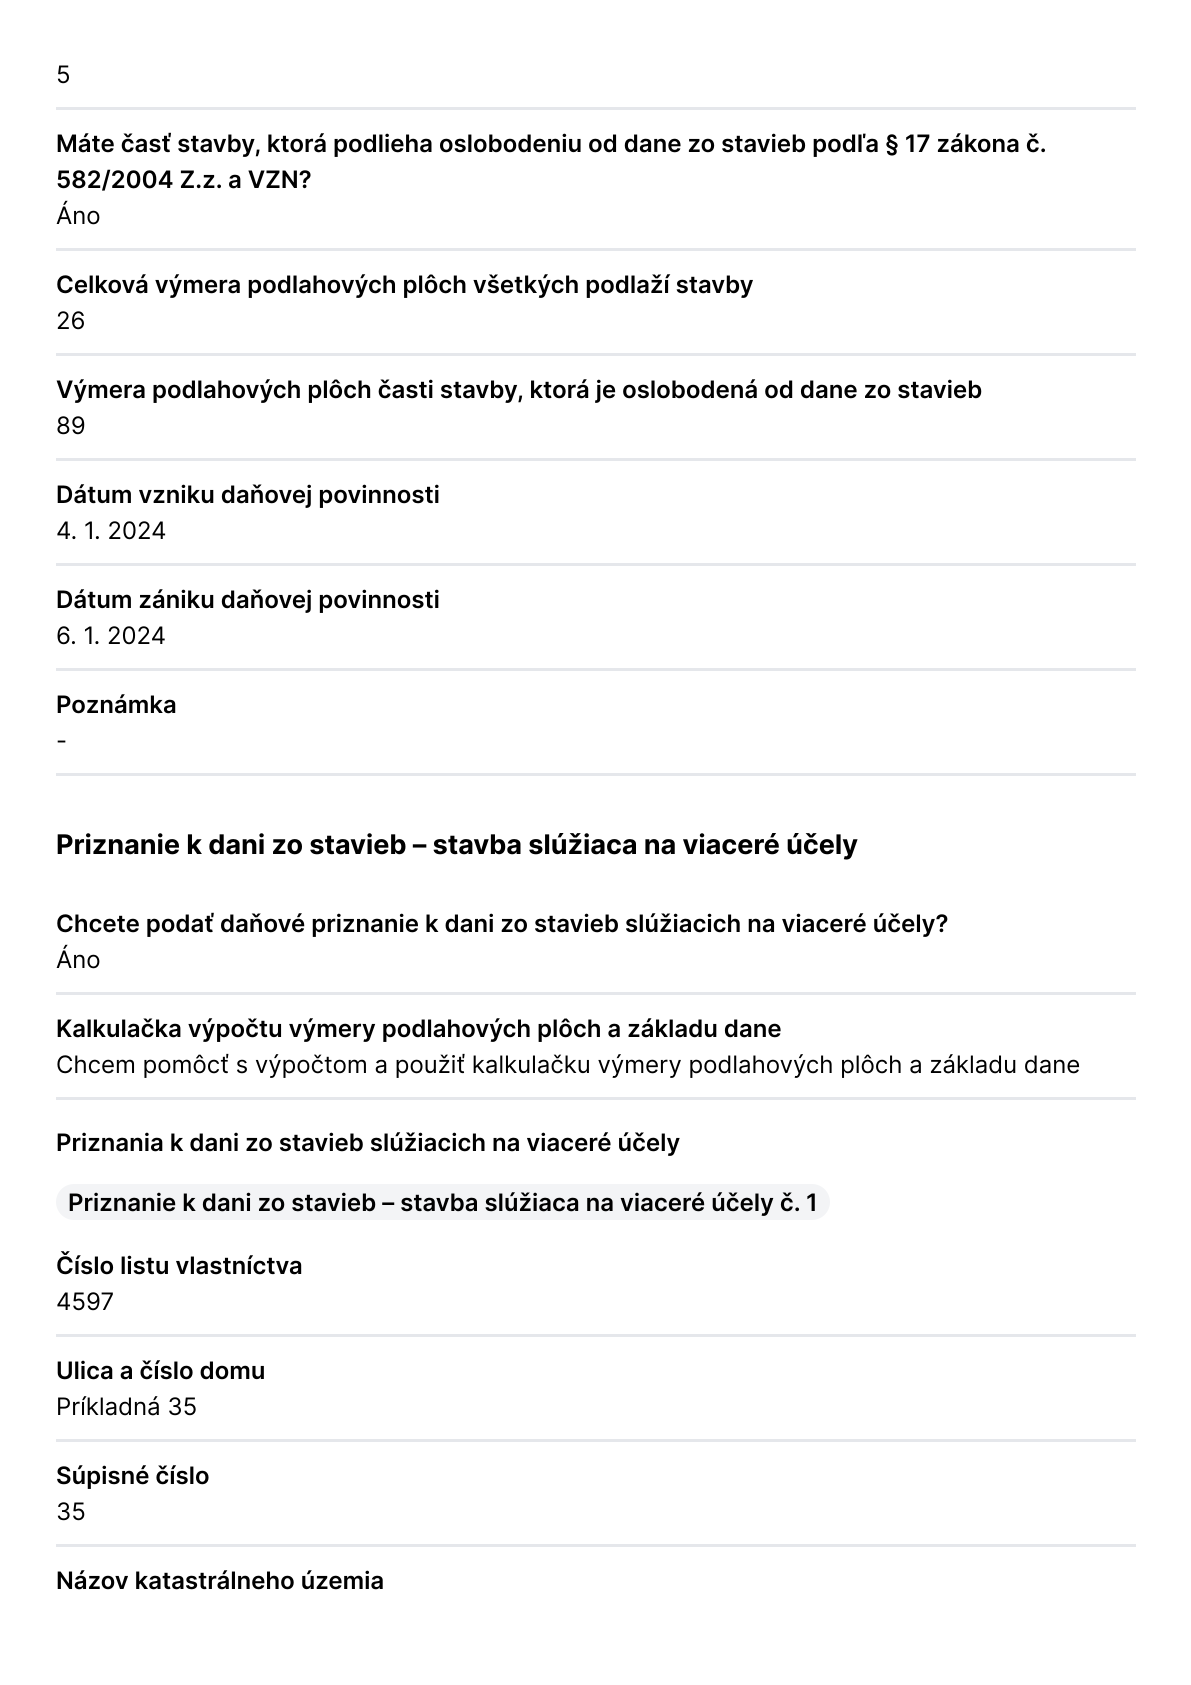 5
Máte časť stavby, ktorá podlieha oslobodeniu od dane zo stavieb podľa § 17 zákona č.
582/2004 Z.z. a VZN?
Áno
Celková výmera podlahových plôch všetkých podlaží stavby
26
Výmera podlahových plôch časti stavby, ktorá je oslobodená od dane zo stavieb
89
Dátum vzniku daňovej povinnosti
4. 1. 2024
Dátum zániku daňovej povinnosti
6. 1. 2024
Poznámka
-
Priznanie k dani zo stavieb – stavba slúžiaca na viaceré účely
Chcete podať daňové priznanie k dani zo stavieb slúžiacich na viaceré účely?
Áno
Kalkulačka výpočtu výmery podlahových plôch a základu dane
Chcem pomôcť s výpočtom a použiť kalkulačku výmery podlahových plôch a základu dane
Priznania k dani zo stavieb slúžiacich na viaceré účely
Priznanie k dani zo stavieb – stavba slúžiaca na viaceré účely č. 1
Číslo listu vlastníctva
4597
Ulica a číslo domu
Príkladná 35
Súpisné číslo
35
Názov katastrálneho územia